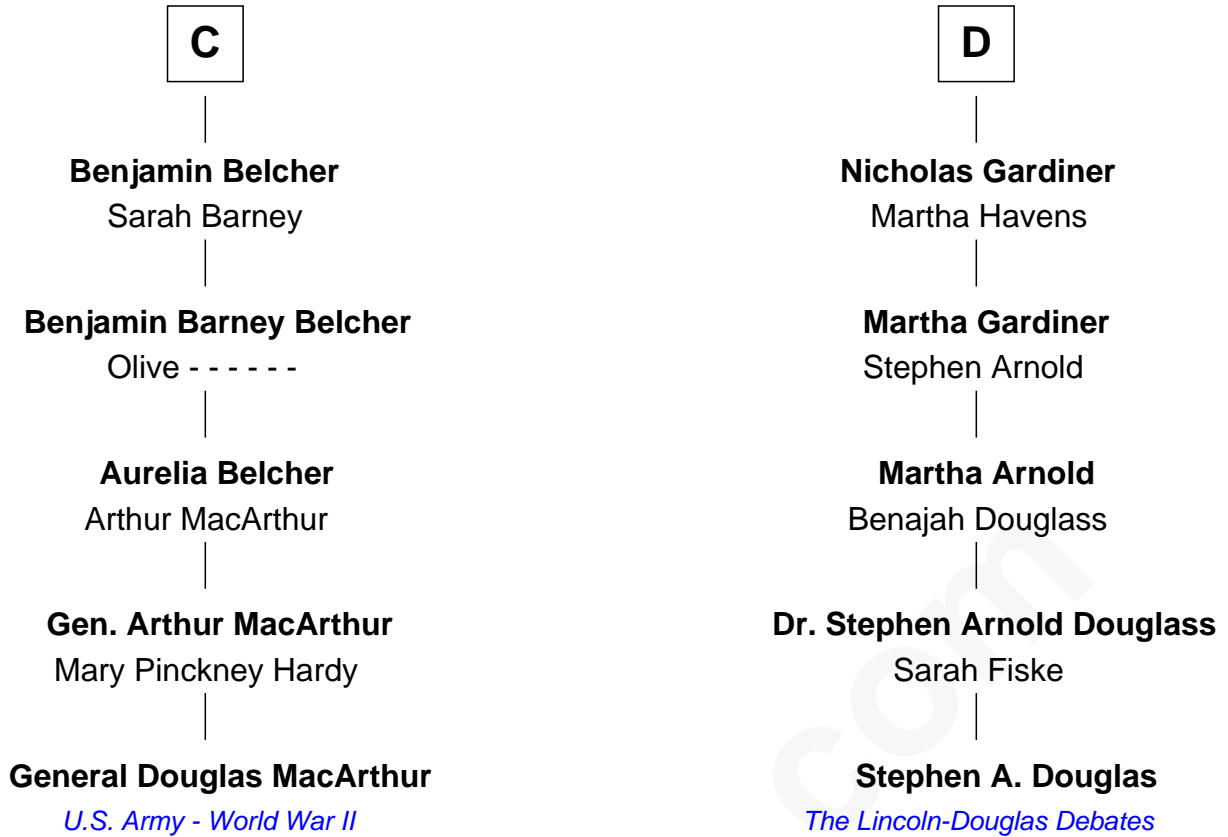 C
Benjamin Belcher
Sarah Barney
Benjamin Barney Belcher
Olive - - - - - -
Aurelia Belcher
Arthur MacArthur
Gen. Arthur MacArthur
Mary Pinckney Hardy
General Douglas MacArthur
U.S. Army - World War II
D
Nicholas Gardiner
Martha Havens
Martha Gardiner
Stephen Arnold
Martha Arnold
Benajah Douglass
Dr. Stephen Arnold Douglass
Sarah Fiske
Stephen A. Douglas
The Lincoln-Douglas Debates
com